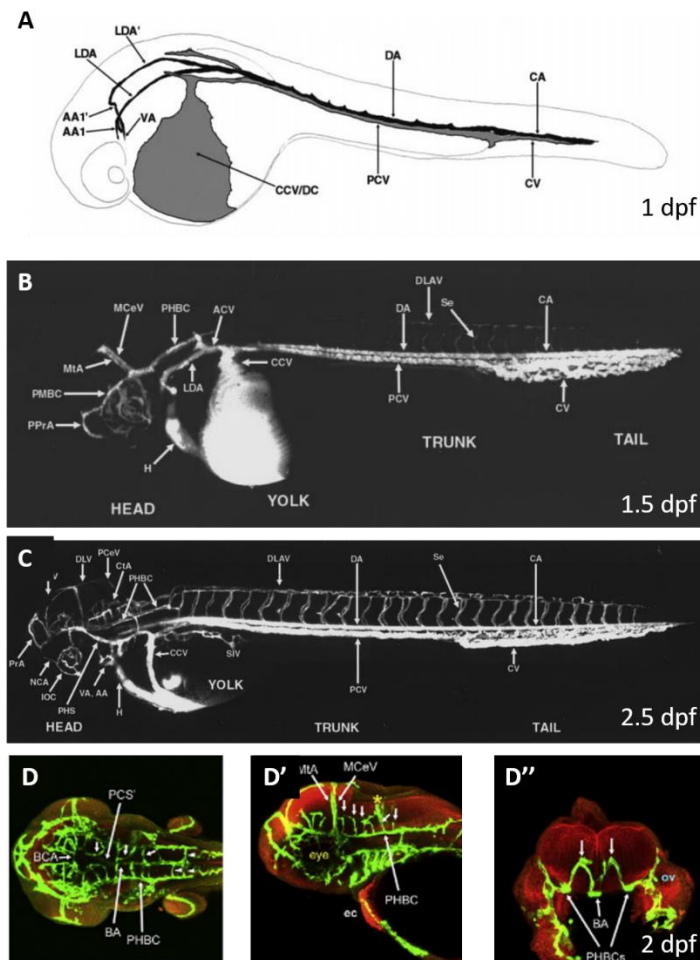 A
LDA'
LDA
AA1'
AA1
VA
DA
CA
CCV/DC
PCV
CV
1 dpf
B
MCeV
PHBC
ACV
MtA
PMBC
PPrA
LDA
CCV
H
DLAV
DA
Se
CA
PCV
CV
TRUNK
TAIL
HEAD
YOLK
1.5 dpf
C
DLV
PCeV
CtA
PHBC
DLAV
DA
Se
CA
PrA
NCA
IOC
PHS
VA, AA
H
CCV
SIV
YOLK
PCV
CV
HEAD
TRUNK
TAIL
2.5 dpf
D
PCS'
BCA
BA
PHBC
D'
MtA
MCeV
*
eye
PHBC
ec
D''
ov
BA
PHBCs
2 dpf